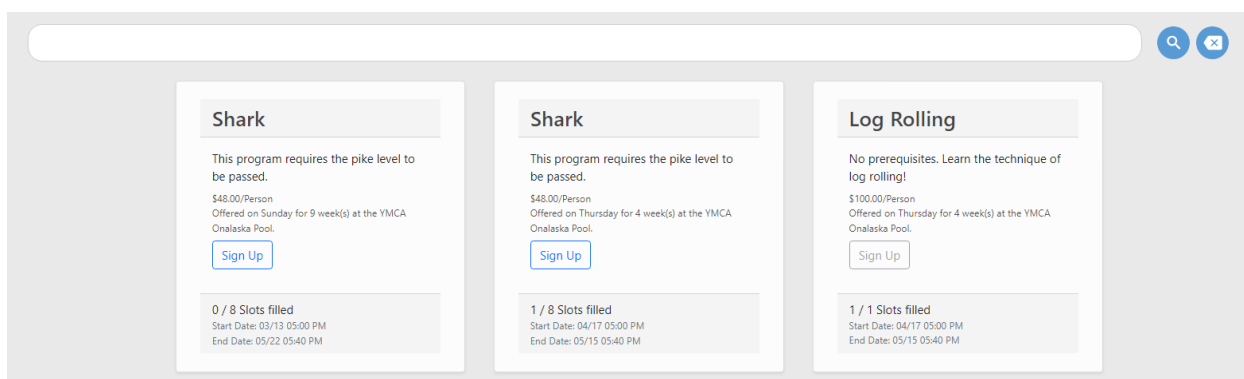 Shark
This program requires the pike level to
be passed.
$48.00/Person
Offered on Sunday for 9 week(s) at the YMCA
Onalaska Pool.
Sign Up
0 / 8 Slots filled
Start Date: 03/13 05:00 PM
End Date: 05/22 05:40 PM
Shark
This program requires the pike level to
be passed.
$48.00/Person
Offered on Thursday for 4 week(s) at the YMCA
Onalaska Pool.
Sign Up
1 / 8 Slots filled
Start Date: 04/17 05:00 PM
End Date: 05/15 05:40 PM
Log Rolling
No prerequisites. Learn the technique of
log rolling!
$100.00/Person
Offered on Thursday for 4 week(s) at the YMCA
Onalaska Pool.
Sign Up
1 / 1 Slots filled
Start Date: 04/17 05:00 PM
End Date: 05/15 05:40 PM